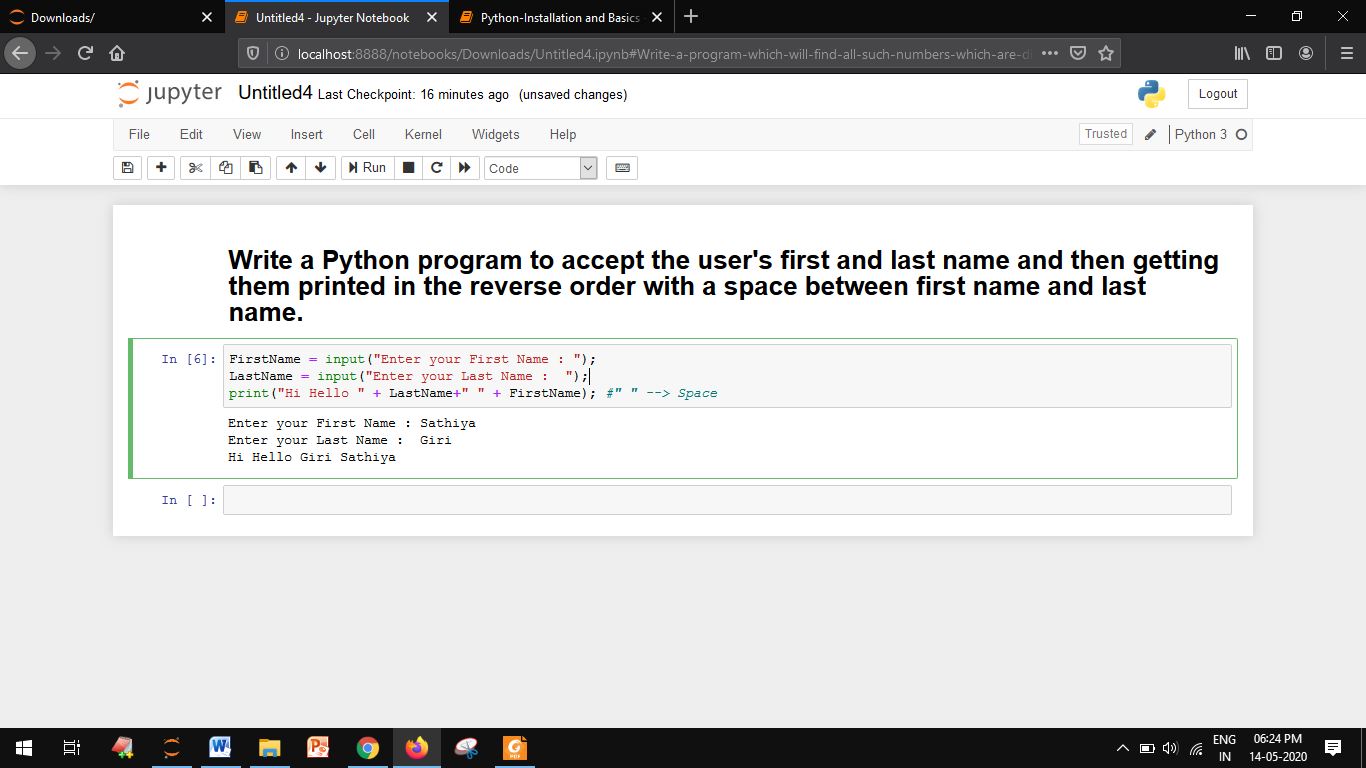 Downloads/
Untitled4 - Jupyter Notebook
Python-Installation and Basics
localhost:8888/notebooks/Downloads/Untitled4.ipynb#Write-a-program-which-will-find-all-such-numbers-which-are-di
jupyter Untitled4 Last Checkpoint: 16 minutes ago (unsaved changes)
Logout
File Edit View Insert Cell Kernel Widgets Help
Trusted Python 3
Run Code
Write a Python program to accept the user's first and last name and then getting
them printed in the reverse order with a space between first name and last
name.
In [6]: FirstName = input("Enter your First Name : ");
LastName = input("Enter your Last Name :  ");
print("Hi Hello " + LastName+" " + FirstName); #" " --> Space
Enter your First Name : Sathiya
Enter your Last Name :  Giri
Hi Hello Giri Sathiya
In [ ]:
ENG 06:24 PM
IN 14-05-2020